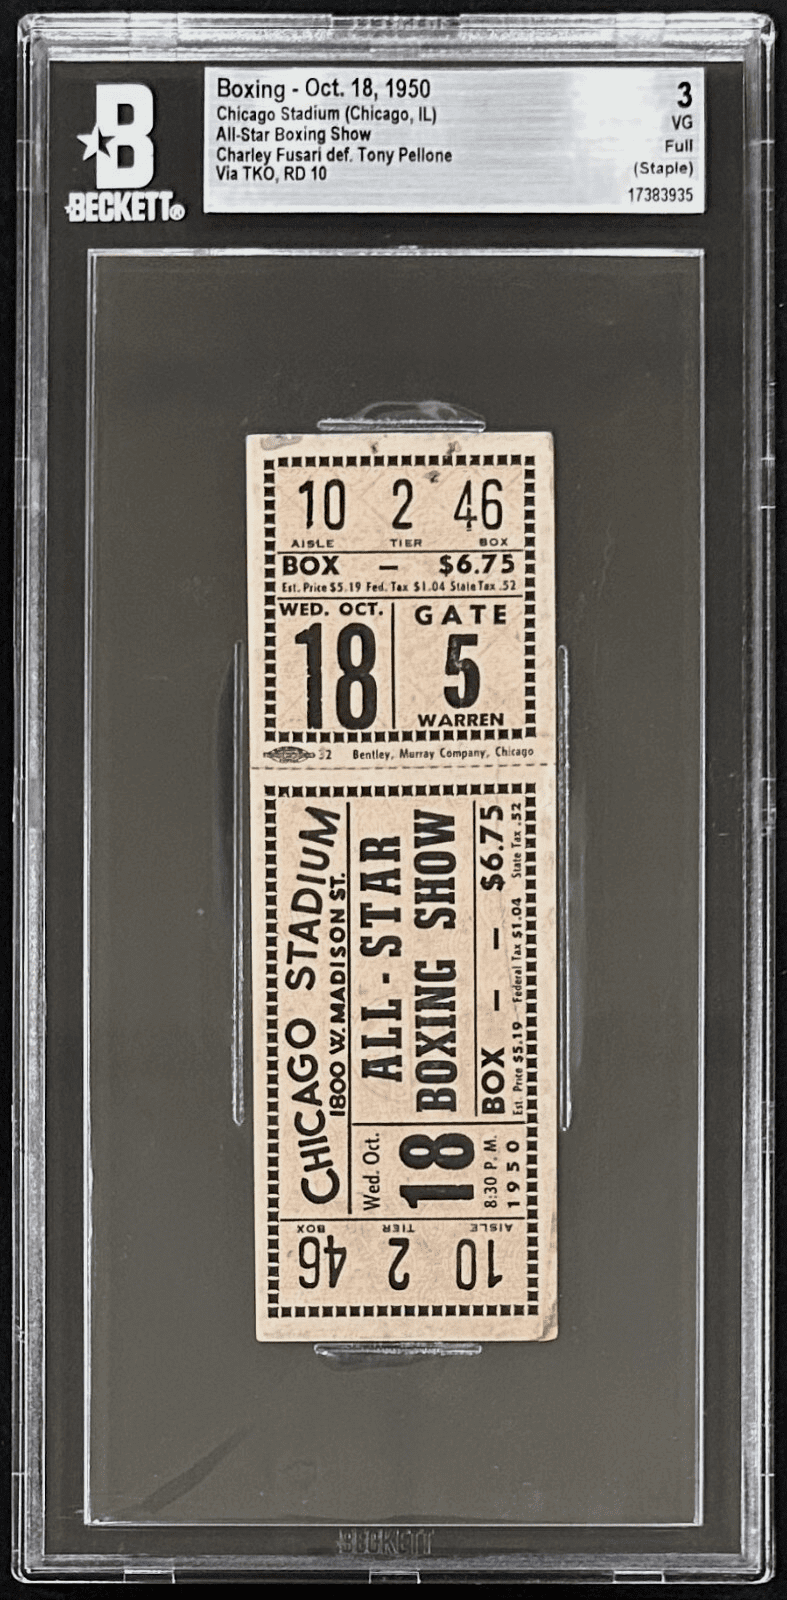 BECKETT®
Boxing - Oct. 18, 1950
Chicago Stadium (Chicago, IL)
All-Star Boxing Show
Charley Fusari def. Tony Pellone
Via TKO, RD 10
3
VG
Full
(Staple)
17383935
10 2 46
AISLE TIER BOX
BOX — $6.75
Est. Price $5.19 Fed. Tax $1.04 State Tax .52
WED. OCT.
18
GATE
5
WARREN
32 Bentley, Murray Company, Chicago
CHICAGO STADIUM
1800 W. MADISON ST.
ALL-STAR
BOXING SHOW
BOX — — $6.75
Est. Price $5.19 — Federal Tax $1.04 State Tax .52
Wed. Oct.
18
8:30 P. M.
1950
10 2 46
AISLE TIER BOX
BECKETT